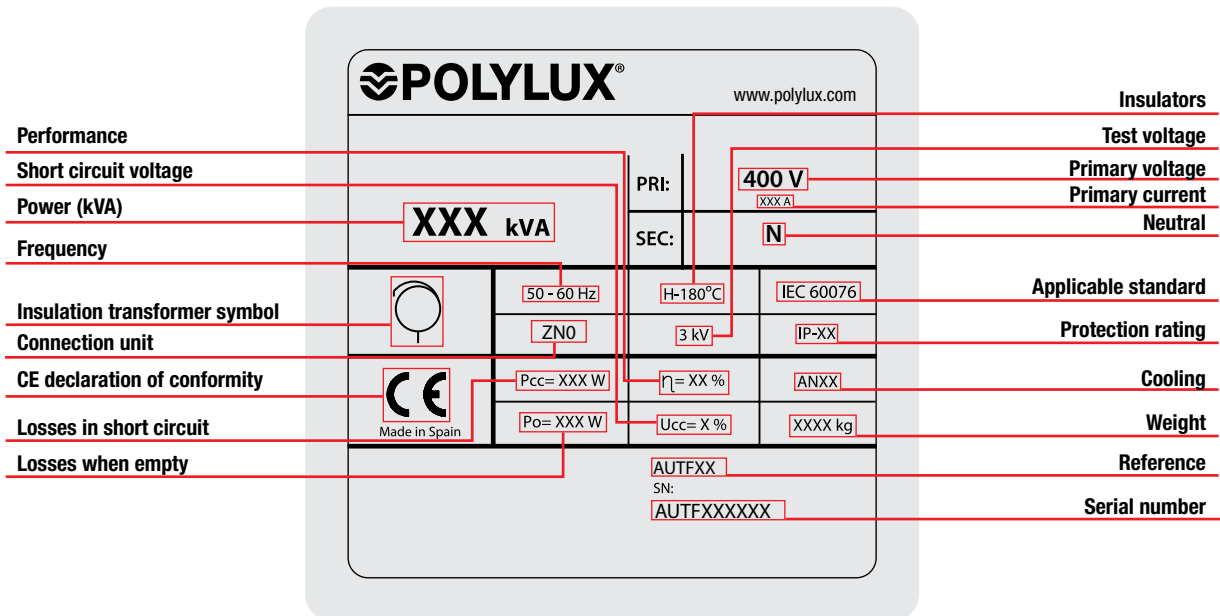 POLYLUX®
www.polylux.com
Performance
Short circuit voltage
Power (kVA)
Frequency
Insulation transformer symbol
Connection unit
CE declaration of conformity
Losses in short circuit
Losses when empty
XXX kVA
PRI:
400 V
XXX A
SEC:
N
50 - 60 Hz
H-180°C
IEC 60076
ZN0
3 kV
IP-XX
CE
Made in Spain
Pcc= XXX W
η= XX %
ANXX
Po= XXX W
Ucc= X %
XXXX kg
AUTFXX
SN:
AUTFXXXXXX
Insulators
Test voltage
Primary voltage
Primary current
Neutral
Applicable standard
Protection rating
Cooling
Weight
Reference
Serial number